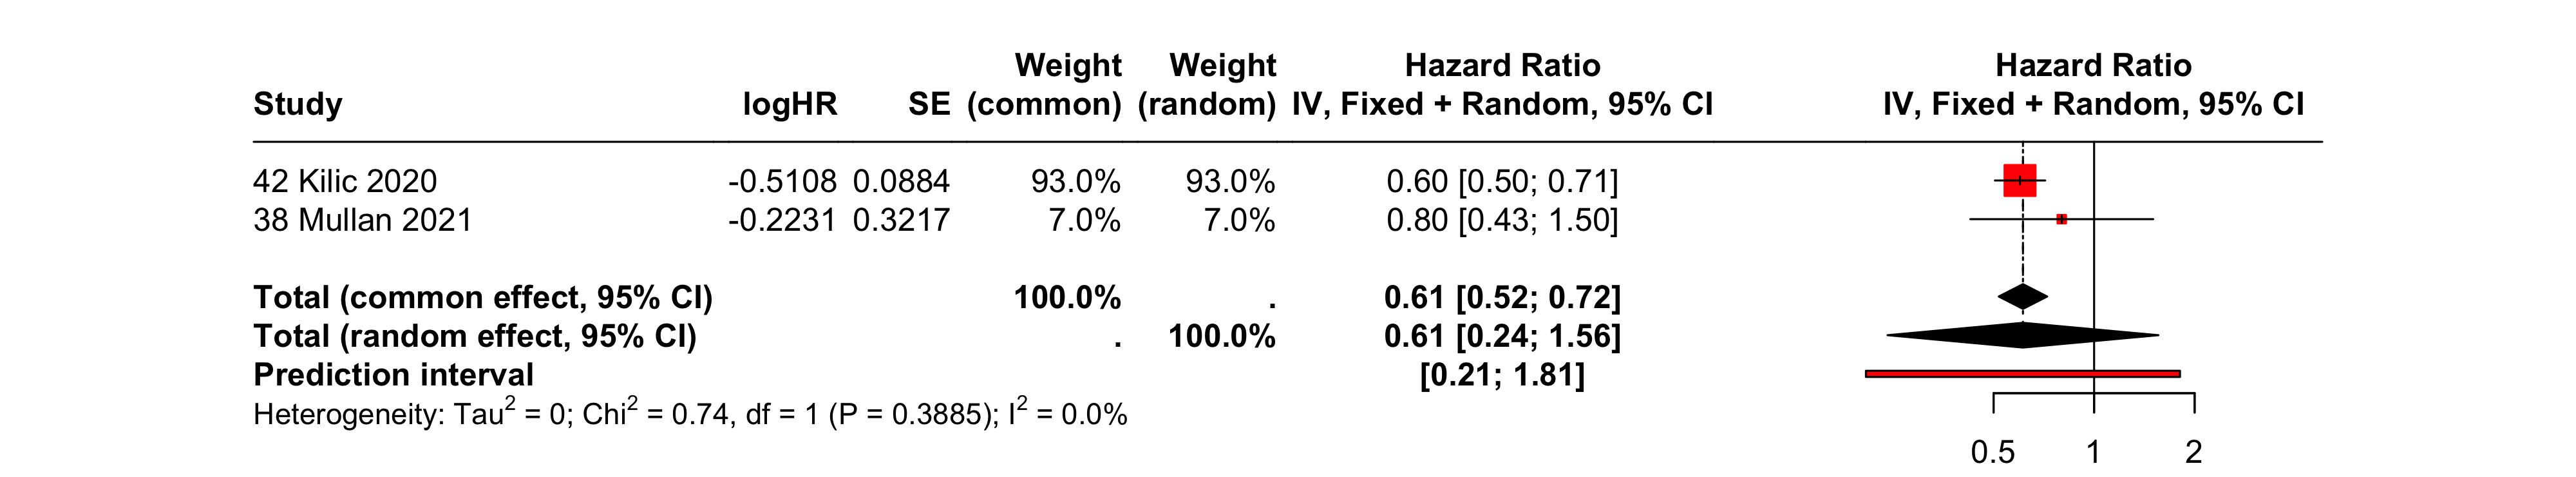 Weight Weight Hazard Ratio Hazard Ratio
Study logHR SE (common) (random) IV, Fixed + Random, 95% CI IV, Fixed + Random, 95% CI
42 Kilic 2020 -0.5108 0.0884 93.0% 93.0% 0.60 [0.50; 0.71]
38 Mullan 2021 -0.2231 0.3217 7.0% 7.0% 0.80 [0.43; 1.50]
Total (common effect, 95% CI) 100.0% . 0.61 [0.52; 0.72]
Total (random effect, 95% CI) . 100.0% 0.61 [0.24; 1.56]
Prediction interval [0.21; 1.81]
Heterogeneity: Tau² = 0; Chi² = 0.74, df = 1 (P = 0.3885); I² = 0.0%
0.5 1 2